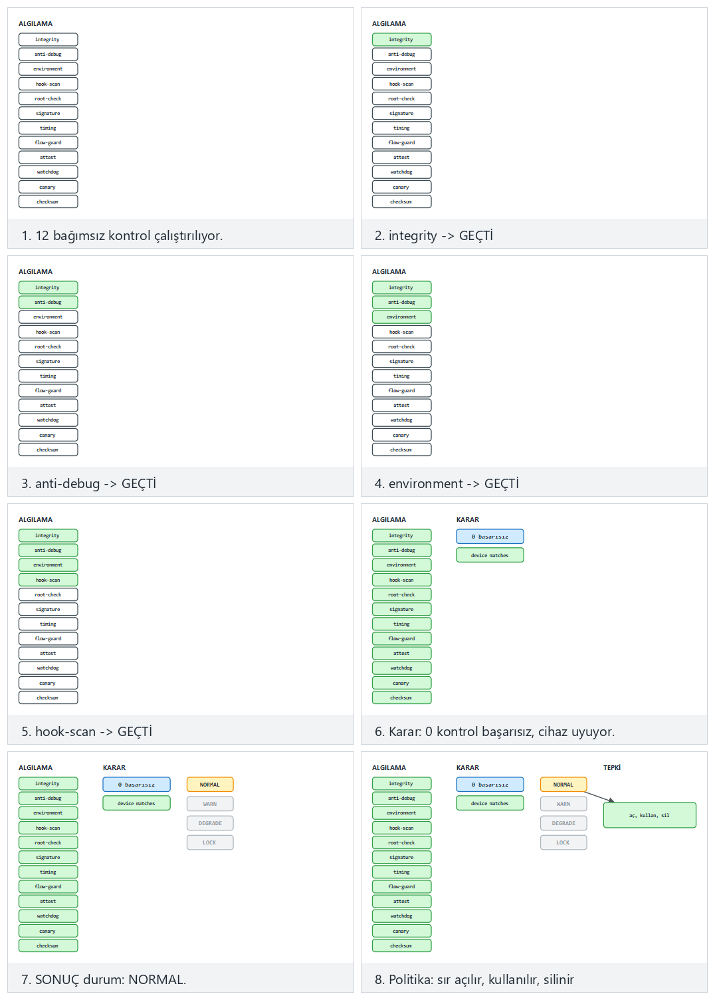 ALGILAMA
integrity
anti-debug
environment
hook-scan
root-check
signature
timing
flow-guard
attest
watchdog
canary
checksum
1. 12 bağımsız kontrol çalıştırılıyor.
ALGILAMA
integrity
anti-debug
environment
hook-scan
root-check
signature
timing
flow-guard
attest
watchdog
canary
checksum
2. integrity -> GEÇTİ
ALGILAMA
integrity
anti-debug
environment
hook-scan
root-check
signature
timing
flow-guard
attest
watchdog
canary
checksum
3. anti-debug -> GEÇTİ
ALGILAMA
integrity
anti-debug
environment
hook-scan
root-check
signature
timing
flow-guard
attest
watchdog
canary
checksum
4. environment -> GEÇTİ
ALGILAMA
integrity
anti-debug
environment
hook-scan
root-check
signature
timing
flow-guard
attest
watchdog
canary
checksum
5. hook-scan -> GEÇTİ
ALGILAMA
integrity
anti-debug
environment
hook-scan
root-check
signature
timing
flow-guard
attest
watchdog
canary
checksum
KARAR
0 başarısız
device matches
6. Karar: 0 kontrol başarısız, cihaz uyuyor.
ALGILAMA
integrity
anti-debug
environment
hook-scan
root-check
signature
timing
flow-guard
attest
watchdog
canary
checksum
KARAR
0 başarısız
device matches
NORMAL
WARN
DEGRADE
LOCK
7. SONUÇ durum: NORMAL.
ALGILAMA
integrity
anti-debug
environment
hook-scan
root-check
signature
timing
flow-guard
attest
watchdog
canary
checksum
KARAR
0 başarısız
device matches
NORMAL
WARN
DEGRADE
LOCK
TEPKİ
aç, kullan, sil
8. Politika: sır açılır, kullanılır, silinir